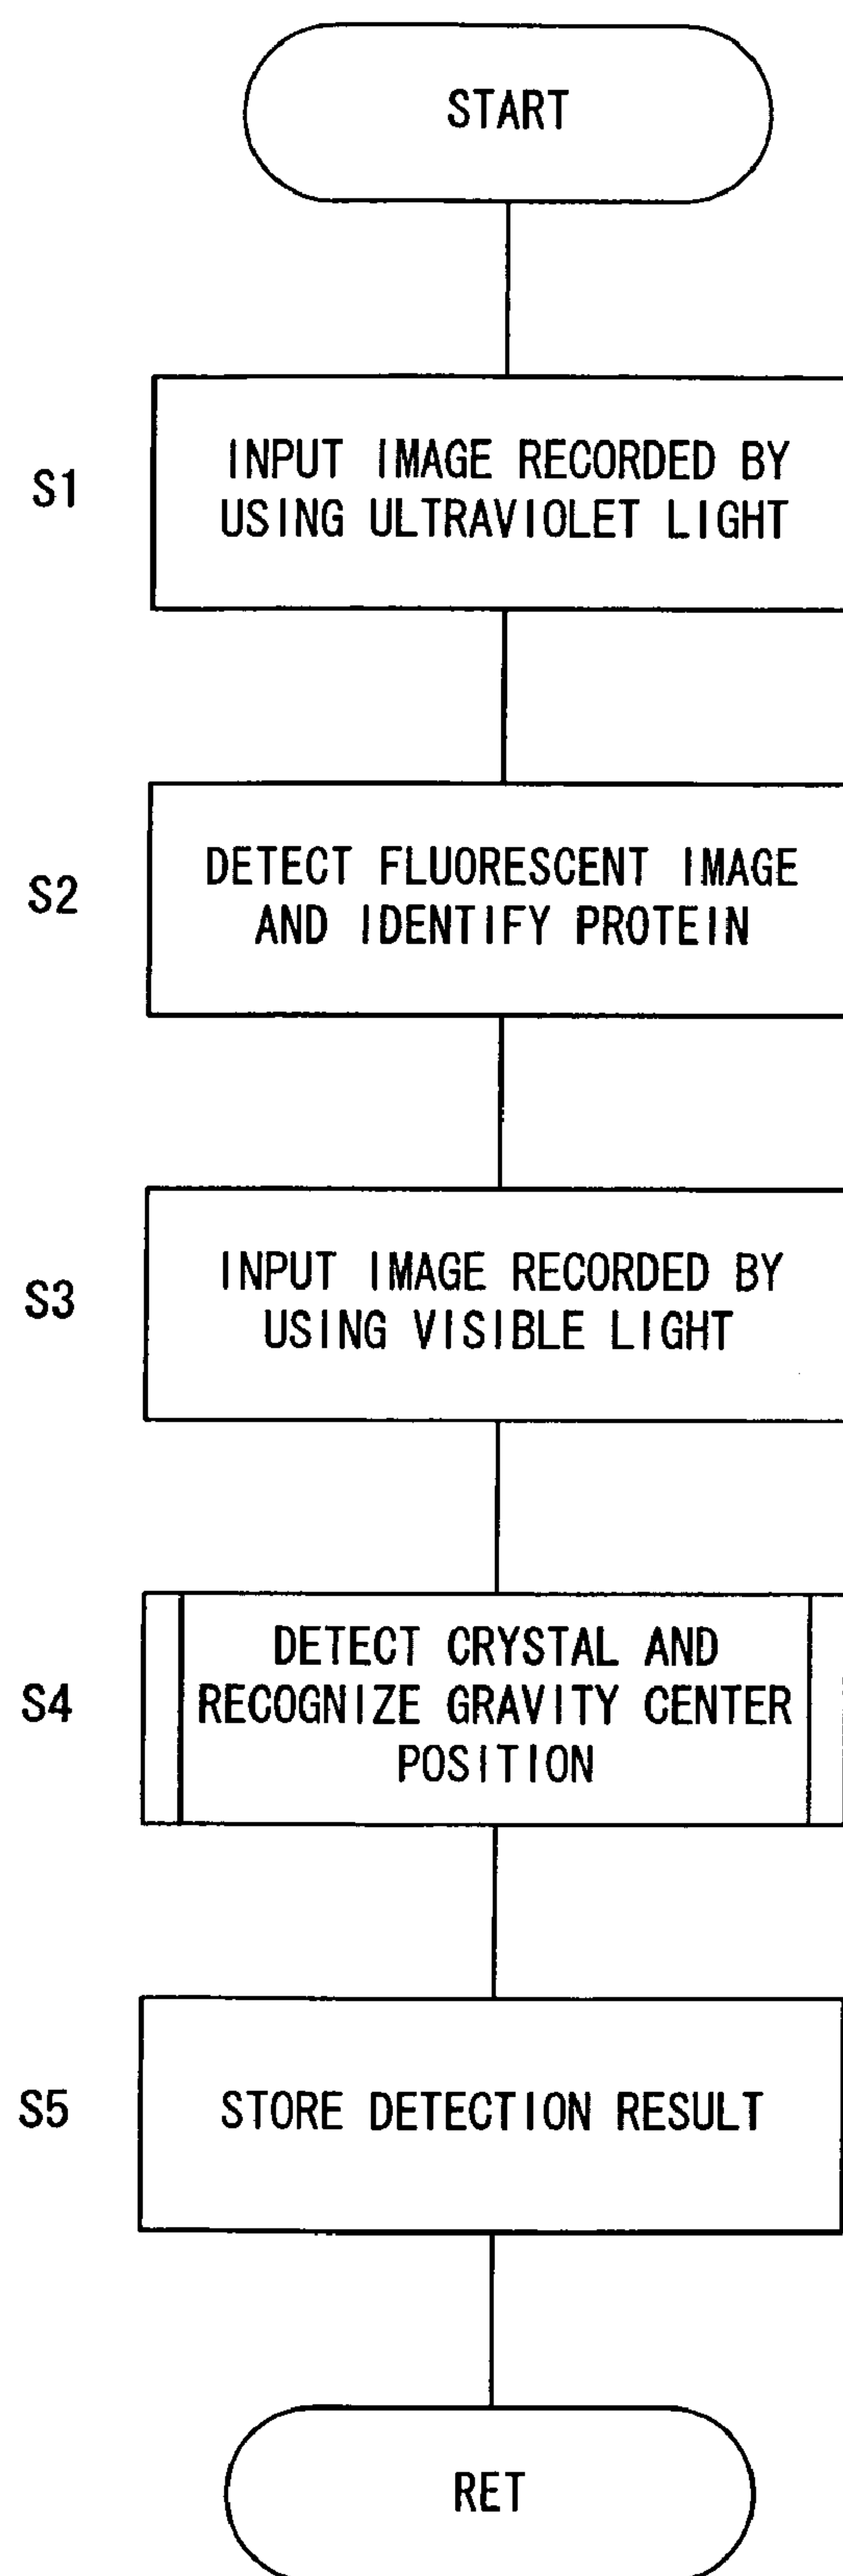 START
S1
INPUT IMAGE RECORDED BY
USING ULTRAVIOLET LIGHT
S2
DETECT FLUORESCENT IMAGE
AND IDENTIFY PROTEIN
S3
INPUT IMAGE RECORDED BY
USING VISIBLE LIGHT
S4
DETECT CRYSTAL AND
RECOGNIZE GRAVITY CENTER
POSITION
S5
STORE DETECTION RESULT
RET